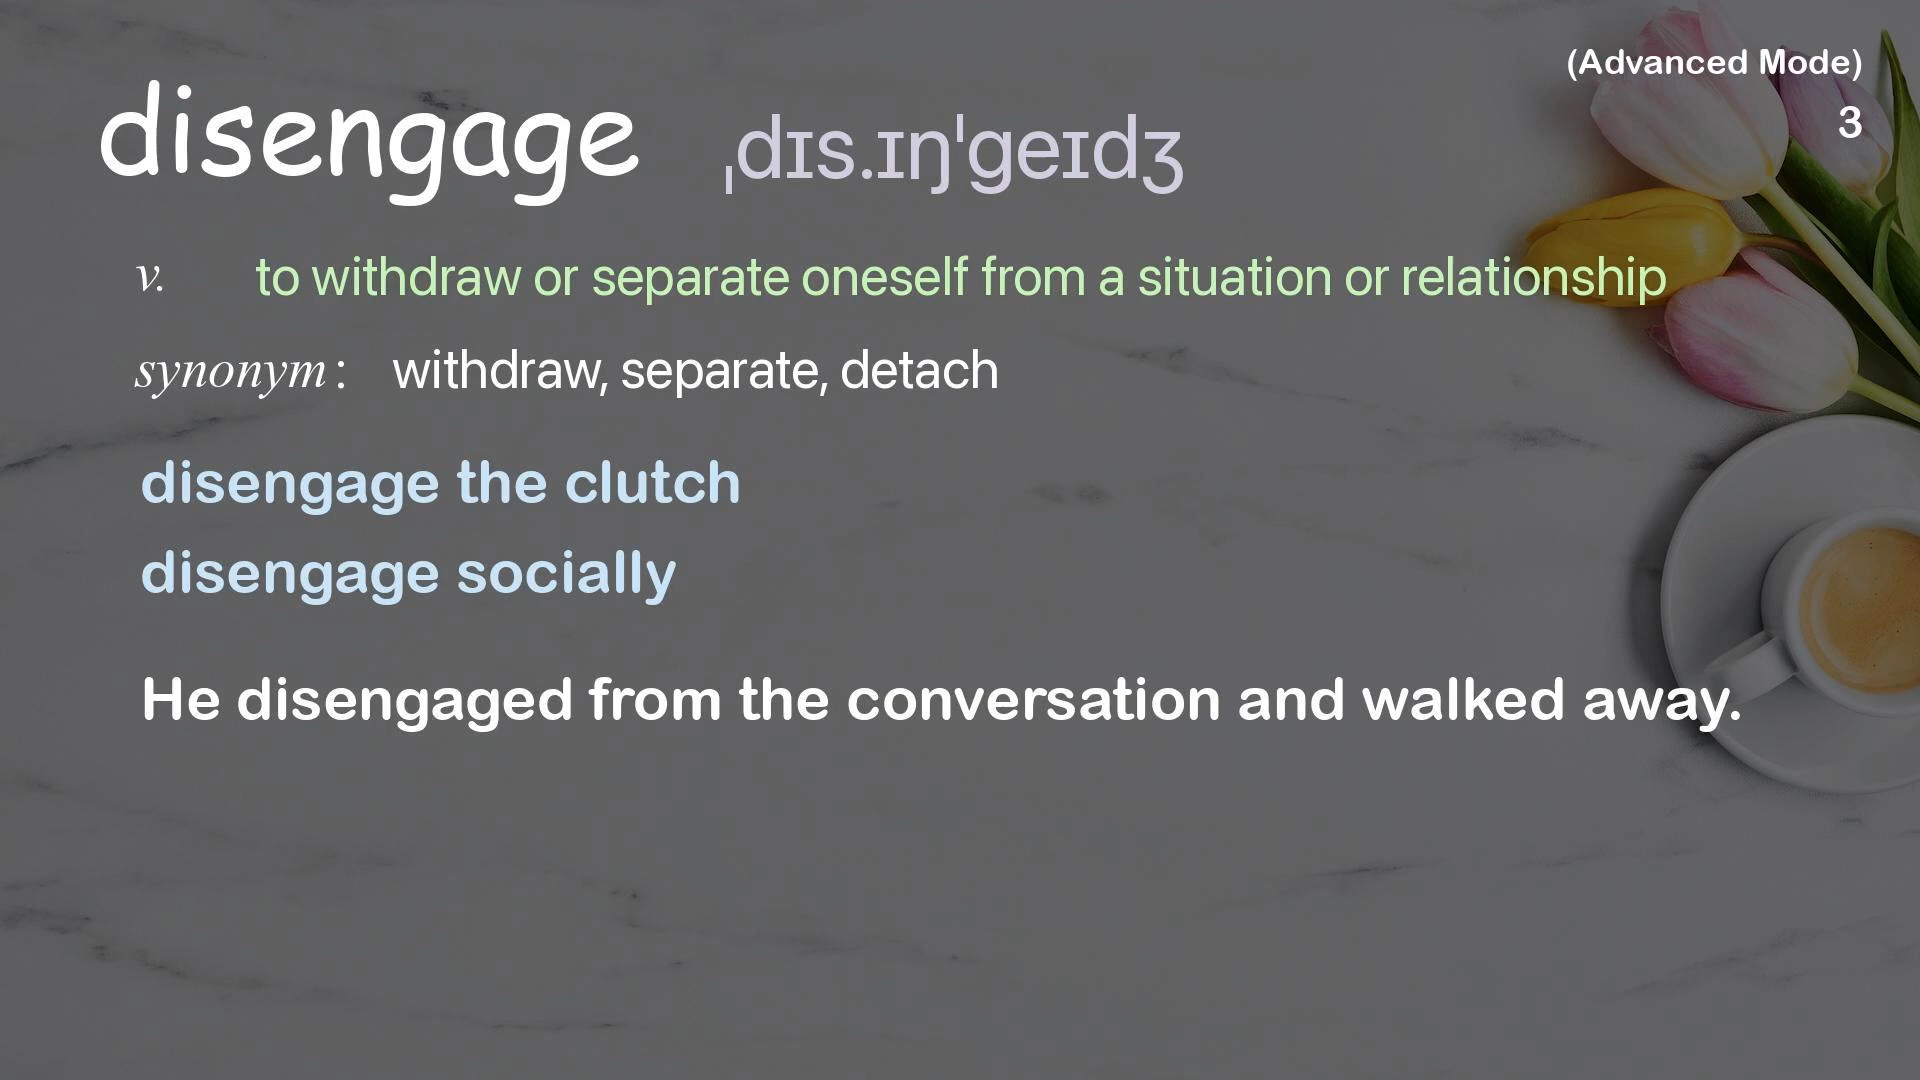 (Advanced Mode)
3
disengage ˌdɪs.ɪŋˈɡeɪdʒ
v. to withdraw or separate oneself from a situation or relationship
synonym: withdraw, separate, detach
disengage the clutch
disengage socially
He disengaged from the conversation and walked away.